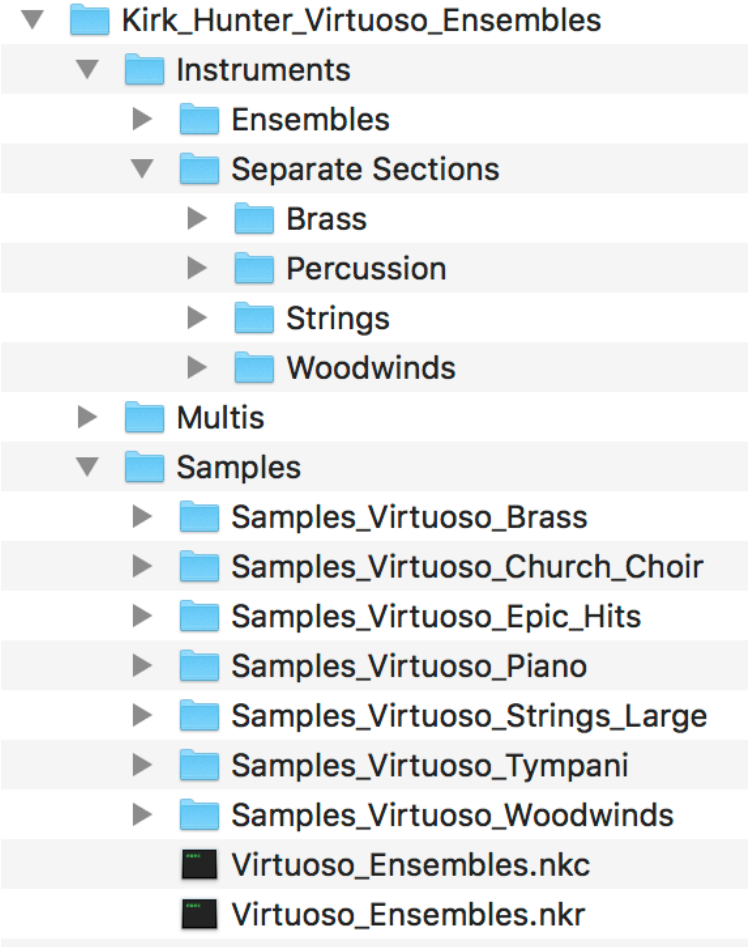 Kirk_Hunter_Virtuoso_Ensembles
Instruments
Ensembles
Separate Sections
Brass
Percussion
Strings
Woodwinds
Multis
Samples
Samples_Virtuoso_Brass
Samples_Virtuoso_Church_Choir
Samples_Virtuoso_Epic_Hits
Samples_Virtuoso_Piano
Samples_Virtuoso_Strings_Large
Samples_Virtuoso_Tympani
Samples_Virtuoso_Woodwinds
Virtuoso_Ensembles.nkc
Virtuoso_Ensembles.nkr